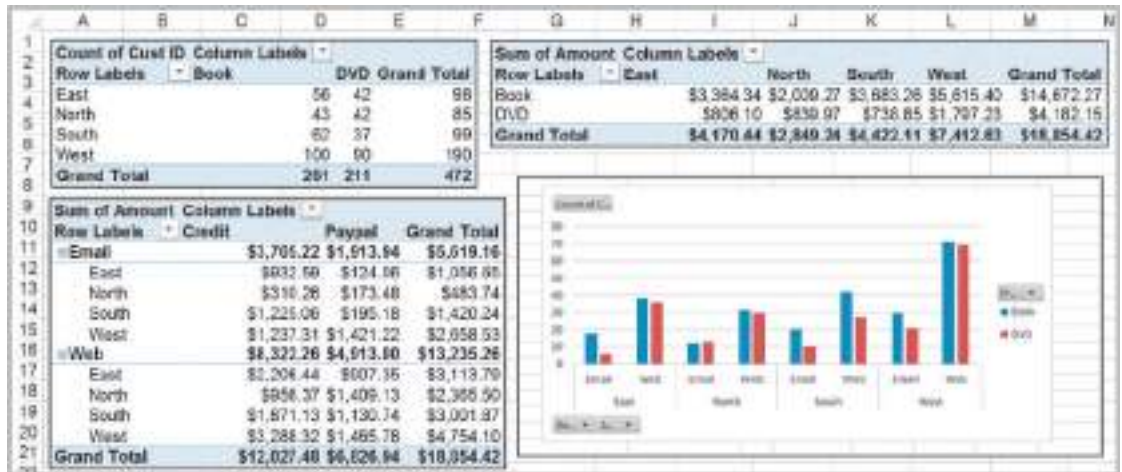 A B C D E F G H I J K L M N
1
2
3
4
5
6
7
8
9
10
11
12
13
14
15
16
17
18
19
20
21
Count of Cust ID Column Labels
Row Labels Book DVD Grand Total
East 56 42 98
North 43 42 85
South 62 37 99
West 100 90 190
Grand Total 261 211 472
Sum of Amount Column Labels
Row Labels East North South West Grand Total
Book $3,364.34 $2,009.27 $3,683.26 $5,615.40 $14,672.27
DVD $806.10 $839.97 $738.85 $1,797.23 $4,182.15
Grand Total $4,170.44 $2,849.24 $4,422.11 $7,412.63 $18,854.42
Sum of Amount Column Labels
Row Labels Credit Paypal Grand Total
Email $3,705.22 $1,913.94 $5,619.16
East $932.59 $124.06 $1,056.65
North $310.26 $173.48 $483.74
South $1,225.06 $195.18 $1,420.24
West $1,237.31 $1,421.22 $2,658.53
Web $8,322.26 $4,913.00 $13,235.26
East $2,206.44 $907.35 $3,113.79
North $956.37 $1,409.13 $2,365.50
South $1,871.13 $1,130.74 $3,001.87
West $3,288.32 $1,465.78 $4,754.10
Grand Total $12,027.48 $6,826.94 $18,854.42
80
70
60
50
40
30
20
10
0
Email Web Email Web Email Web Email Web
East North South West
Book
DVD